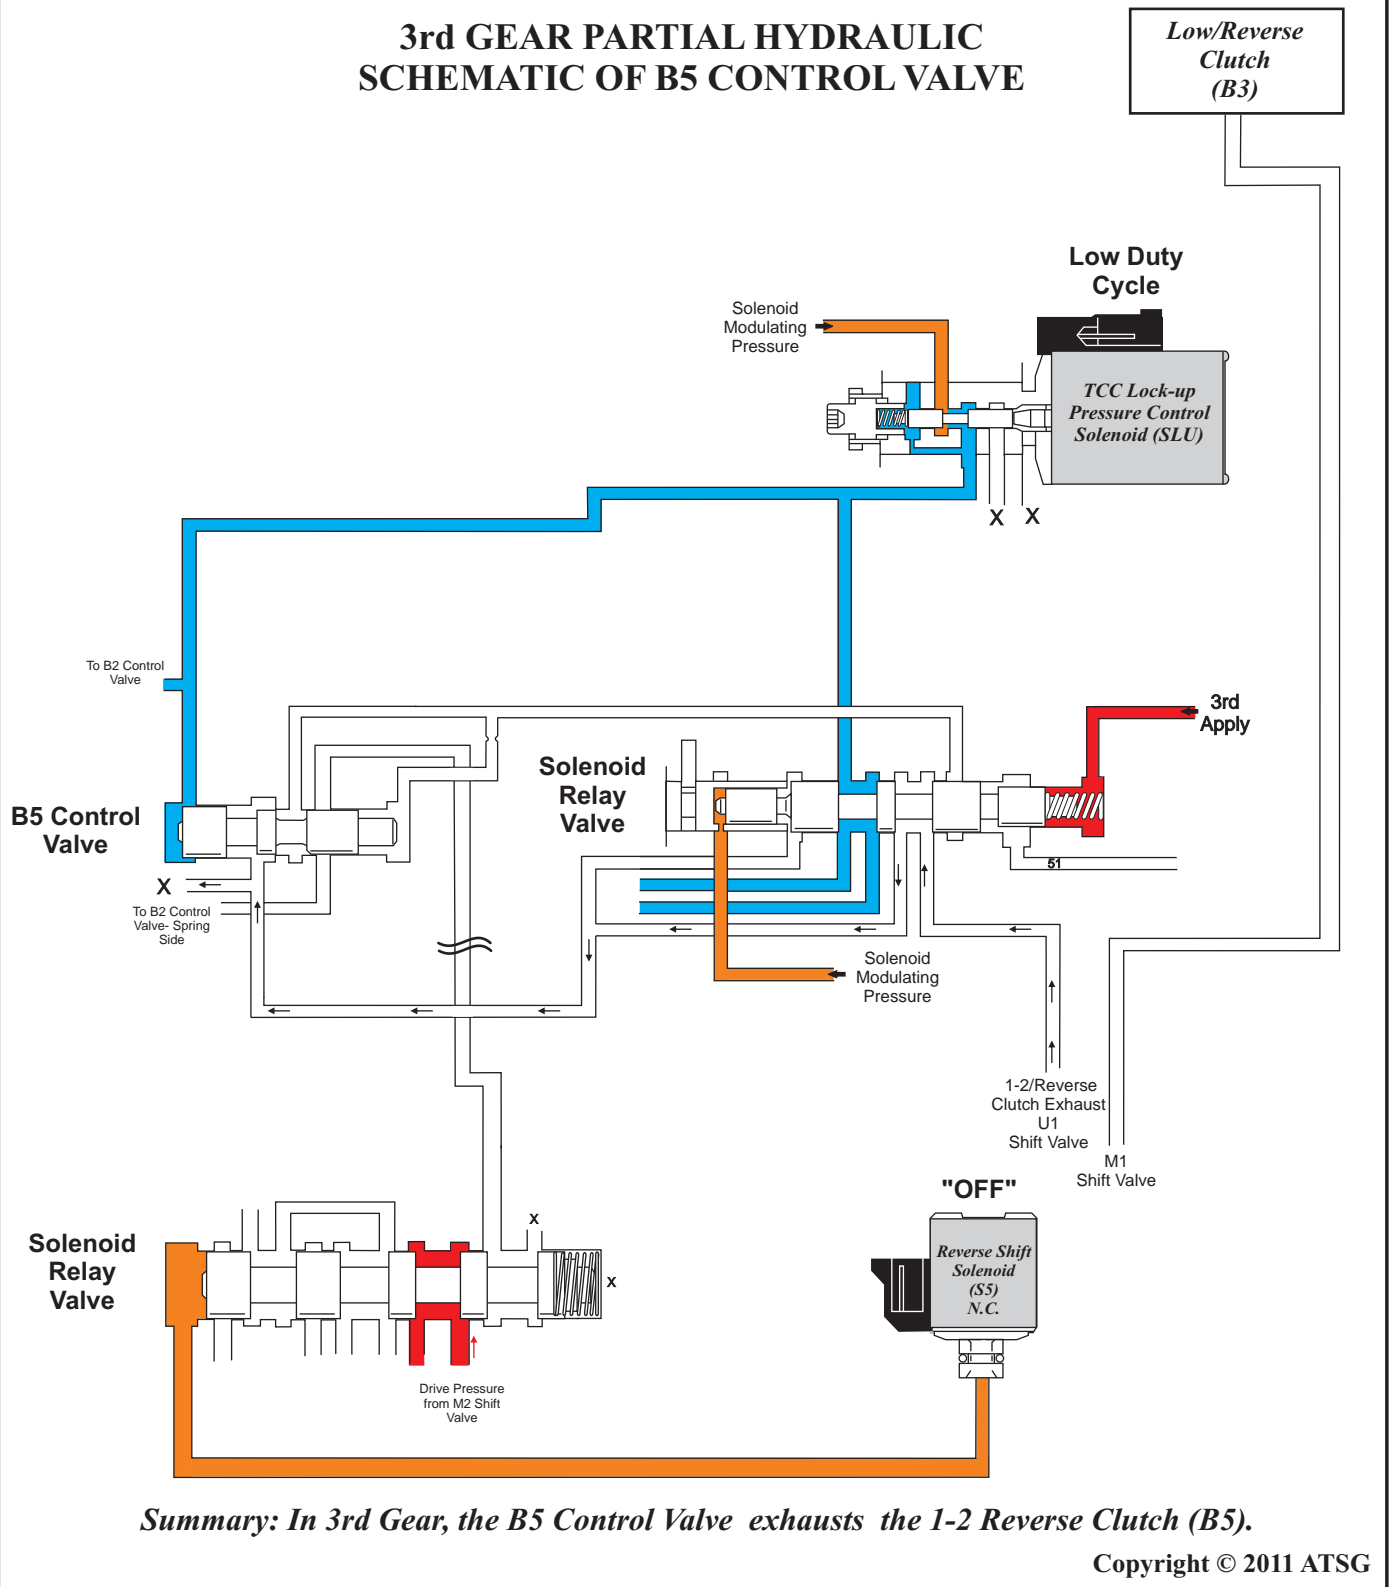 3rd GEAR PARTIAL HYDRAULIC
SCHEMATIC OF B5 CONTROL VALVE
Low/Reverse
Clutch
(B3)
Low Duty
Cycle
Solenoid
Modulating
Pressure
TCC Lock-up
Pressure Control
Solenoid (SLU)
X X
To B2 Control
Valve
3rd
Apply
Solenoid
Relay
Valve
B5 Control
Valve
51
X
To B2 Control
Valve- Spring
Side
Solenoid
Modulating
Pressure
1-2/Reverse
Clutch Exhaust
U1
Shift Valve
M1
Shift Valve
"OFF"
X
Solenoid
Relay
Valve
X
Reverse Shift
Solenoid
(S5)
N.C.
Drive Pressure
from M2 Shift
Valve
Summary: In 3rd Gear, the B5 Control Valve exhausts the 1-2 Reverse Clutch (B5).
Copyright © 2011 ATSG